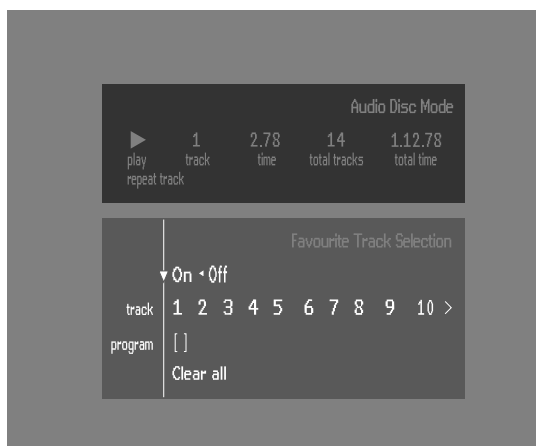 Audio Disc Mode
1 2.78 14 1.12.78
play track time total tracks total time
repeat track
Favourite Track Selection
On Off
track 1 2 3 4 5 6 7 8 9 10 >
program [ ]
Clear all